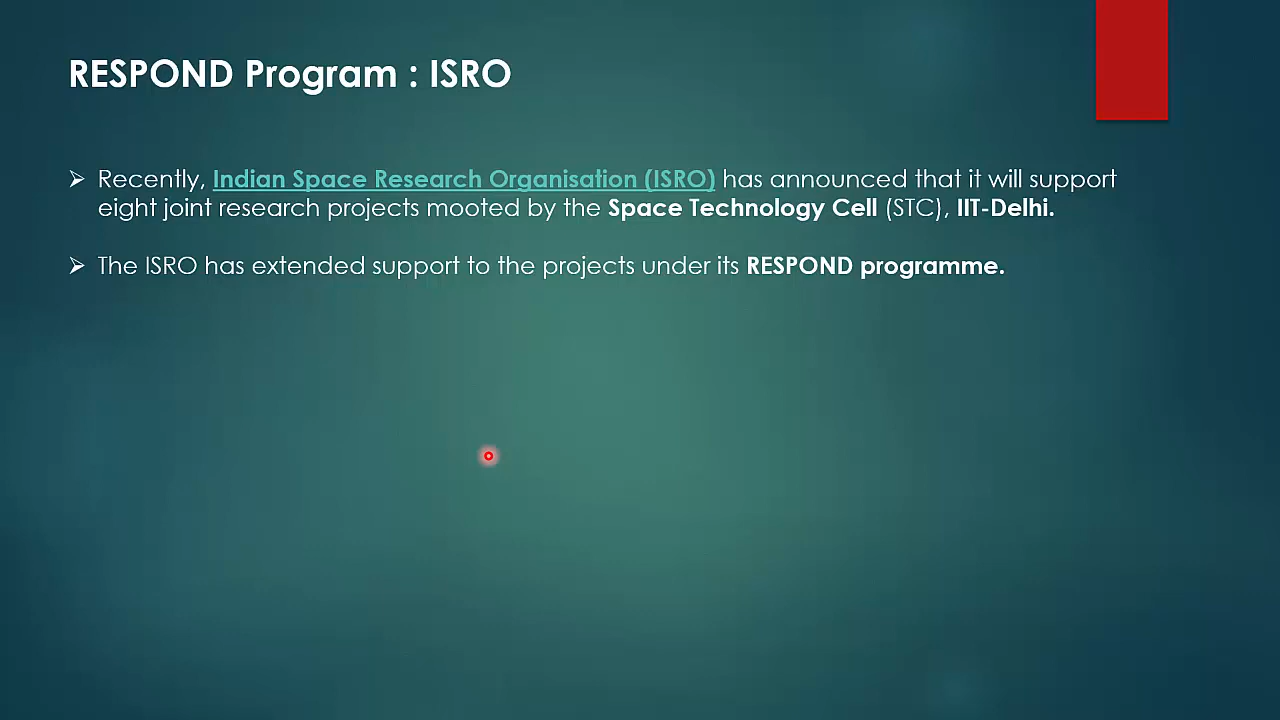 RESPOND Program : ISRO
Recently, Indian Space Research Organisation (ISRO) has announced that it will support
eight joint research projects mooted by the Space Technology Cell (STC), IIT-Delhi.
The ISRO has extended support to the projects under its RESPOND programme.